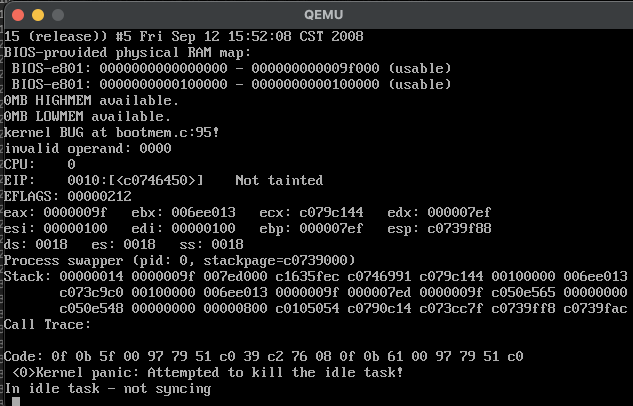 QEMU
15 (release)) #5 Fri Sep 12 15:52:08 CST 2008
BIOS-provided physical RAM map:
 BIOS-e801: 0000000000000000 - 000000000009f000 (usable)
 BIOS-e801: 0000000000100000 - 0000000000100000 (usable)
0MB HIGHMEM available.
0MB LOWMEM available.
kernel BUG at bootmem.c:95!
invalid operand: 0000
CPU:    0
EIP:    0010:[<c0746450>]    Not tainted
EFLAGS: 00000212
eax: 0000009f   ebx: 006ee013   ecx: c079c144   edx: 000007ef
esi: 00000100   edi: 00000100   ebp: 000007ef   esp: c0739f88
ds: 0018   es: 0018   ss: 0018
Process swapper (pid: 0, stackpage=c0739000)
Stack: 00000014 0000009f 007ed000 c1635fec c0746991 c079c144 00100000 006ee013
       c073c9c0 00100000 006ee013 0000009f 000007ed 0000009f c050e565 00000000
       c050e548 00000000 00000800 c0105054 c0790c14 c073cc7f c0739ff8 c0739fac
Call Trace:
Code: 0f 0b 5f 00 97 79 51 c0 39 c2 76 08 0f 0b 61 00 97 79 51 c0
 <0>Kernel panic: Attempted to kill the idle task!
In idle task - not syncing